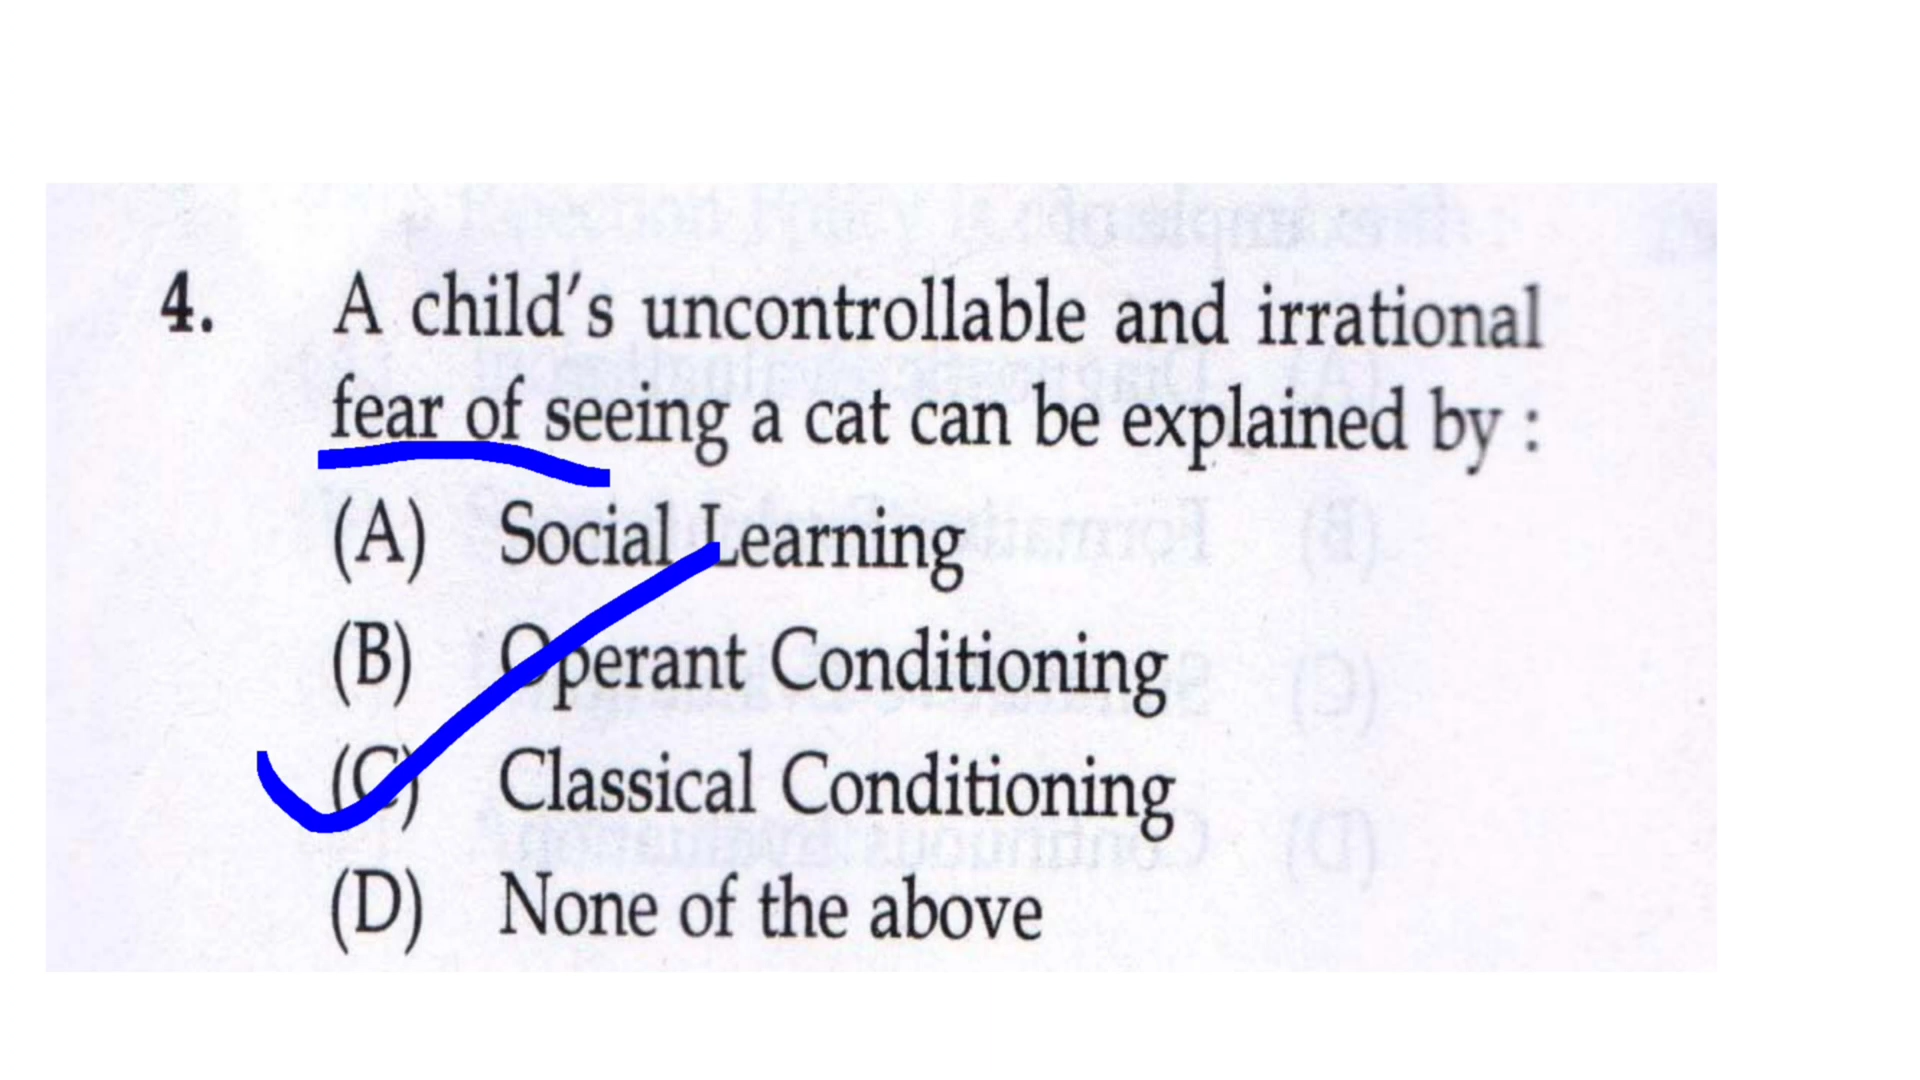 4. A child's uncontrollable and irrational
fear of seeing a cat can be explained by :
(A) Social Learning
(B) Operant Conditioning
(C) Classical Conditioning
(D) None of the above